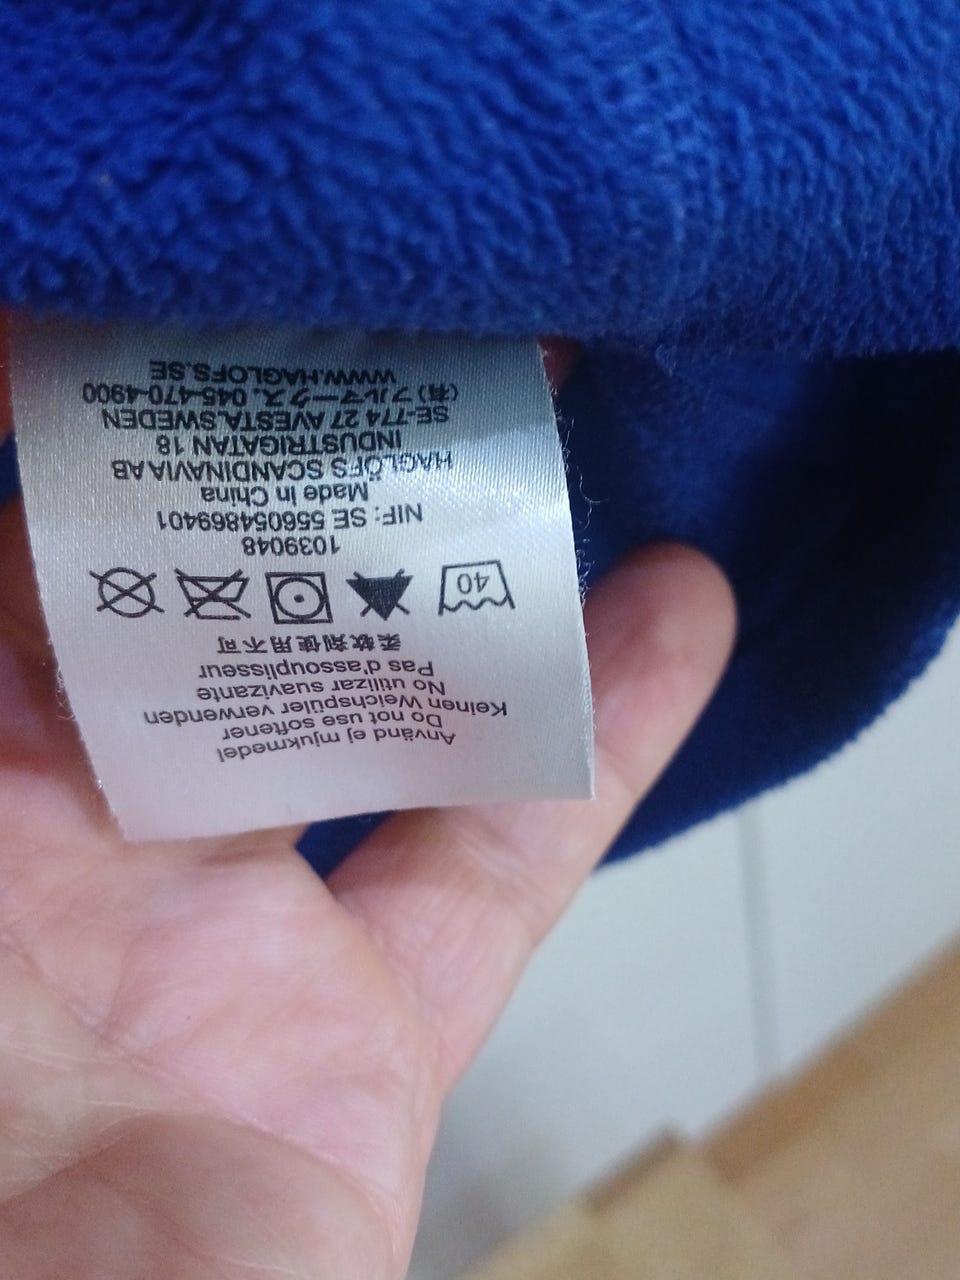 Använd ej mjukmedel
Do not use softener
Keinen Weichspüler verwenden
No utilizar suavizante
Pas d'assouplisseur
柔軟剤使用不可
40
1039048
NIF: SE 556054869401
Made in China
HAGLÖFS SCANDINAVIA AB
INDUSTRIGATAN 18
SE-774 27 AVESTA.SWEDEN
(有)フルマークス. 045-470-4900
WWW.HAGLOFS.SE